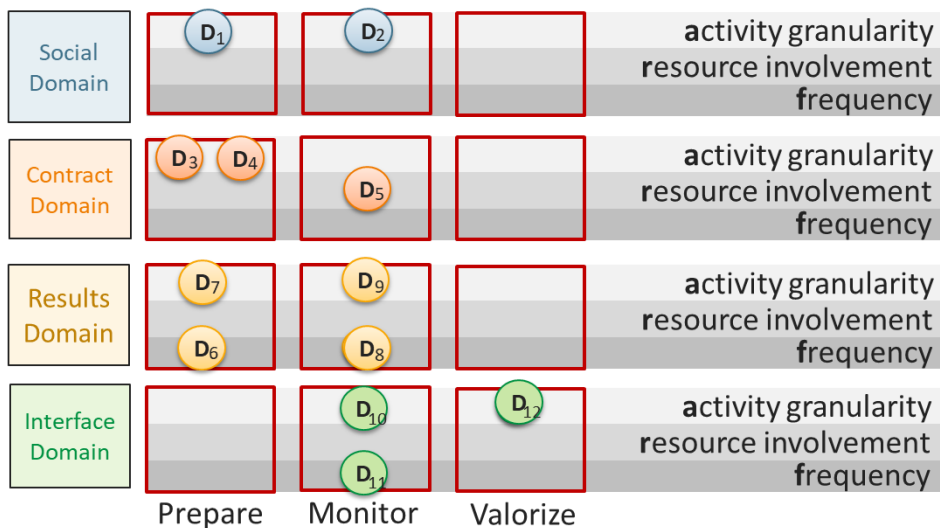 Social
Domain
D1
D2
activity granularity
resource involvement
frequency
Contract
Domain
D3
D4
D5
activity granularity
resource involvement
frequency
Results
Domain
D7
D9
D6
D8
activity granularity
resource involvement
frequency
Interface
Domain
D10
D12
D11
activity granularity
resource involvement
frequency
Prepare
Monitor
Valorize